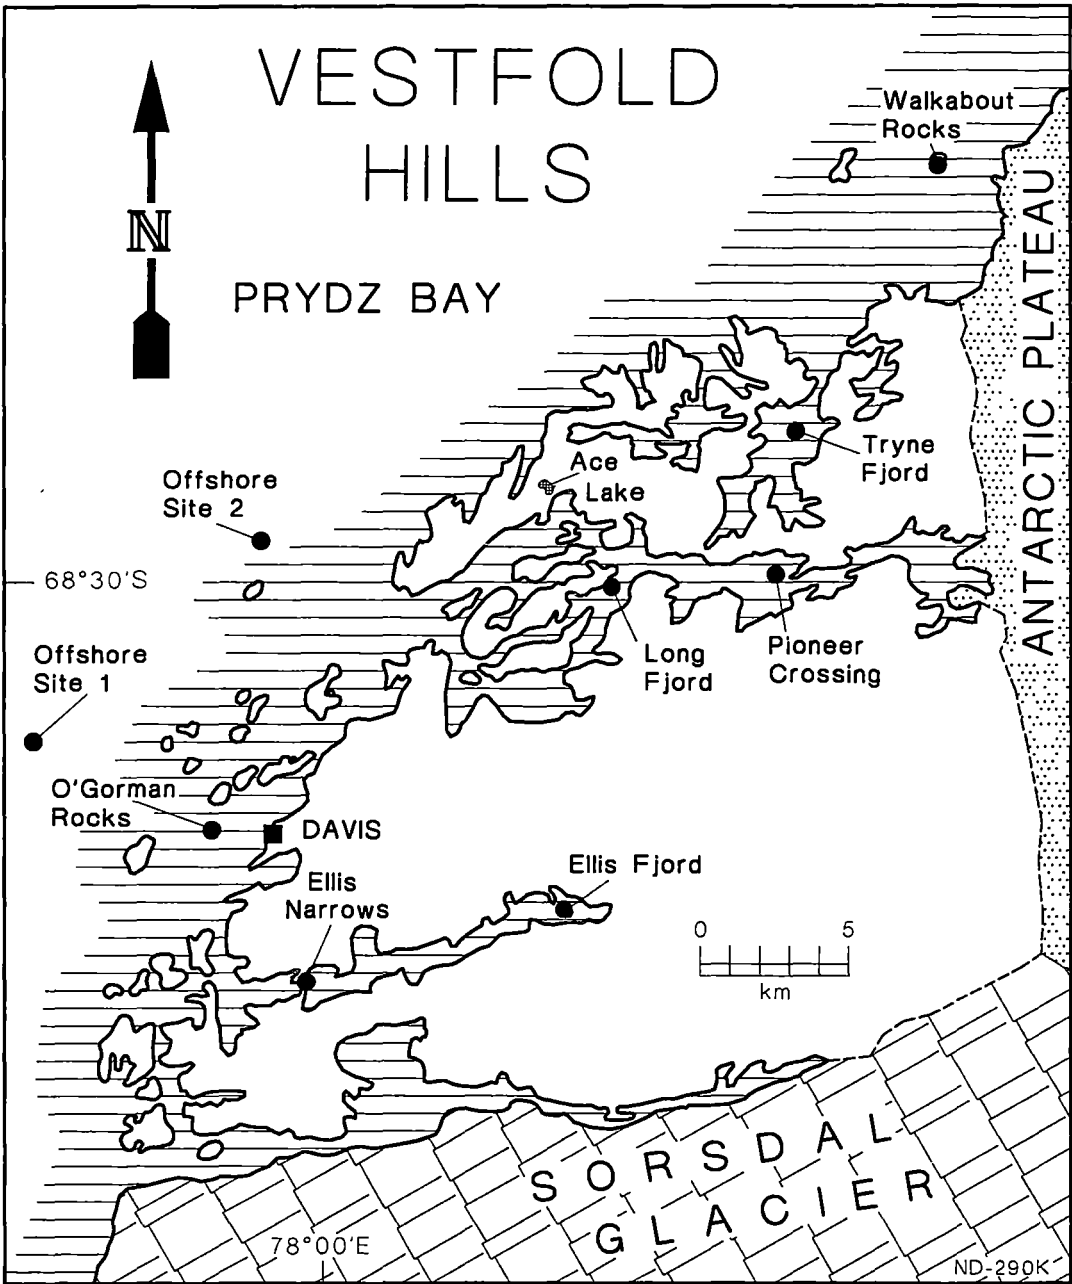 VESTFOLD
HILLS
N
PRYDZ BAY
Walkabout
Rocks
ANTARCTIC PLATEAU
Tryne
Fjord
Ace
Lake
Offshore
Site 2
68°30'S
Offshore
Site 1
Long
Fjord
Pioneer
Crossing
O'Gorman
Rocks
DAVIS
Ellis
Narrows
Ellis Fjord
0 5
km
SORSDAL
GLACIER
78°00'E
ND-290K